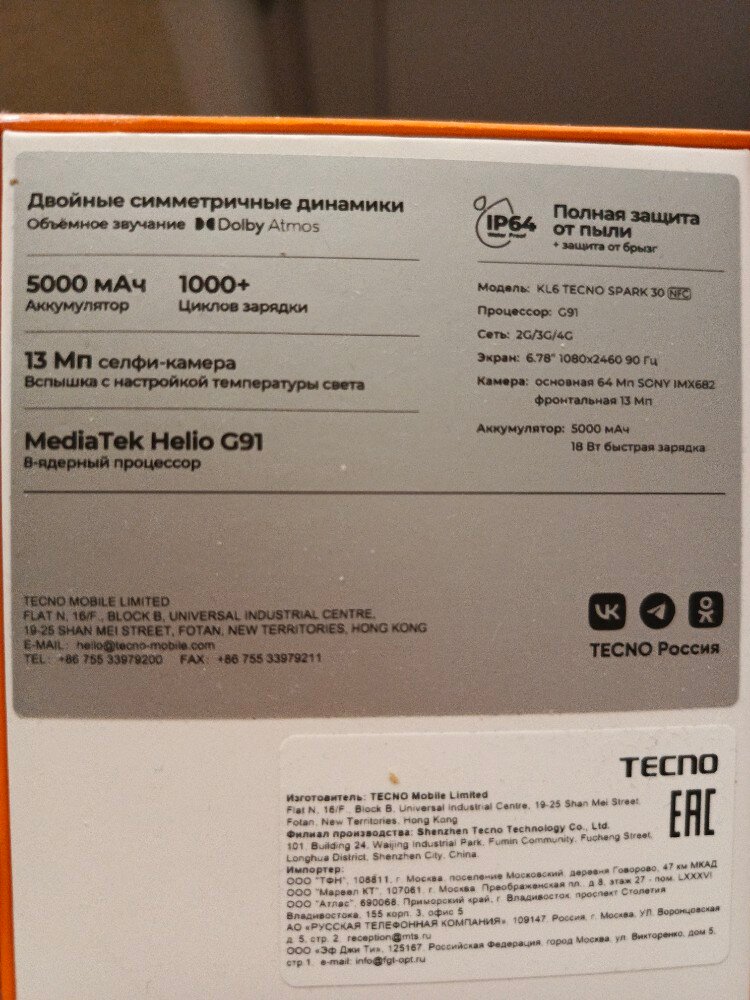 Двойные симметричные динамики
Объёмное звучание Dolby Atmos
5000 мАч 1000+
Аккумулятор Циклов зарядки
13 Мп селфи-камера
Вспышка с настройкой температуры света
MediaTek Helio G91
8-ядерный процессор
IP64
Water Proof
Полная защита
от пыли
+ защита от брызг
Модель: KL6 TECNO SPARK 30 NFC
Процессор: G91
Сеть: 2G/3G/4G
Экран: 6.78" 1080x2460 90 Гц
Камера: основная 64 Мп SONY IMX682
фронтальная 13 Мп
Аккумулятор: 5000 мАч
18 Вт быстрая зарядка
TECNO MOBILE LIMITED
FLAT N, 16/F., BLOCK B, UNIVERSAL INDUSTRIAL CENTRE,
19-25 SHAN MEI STREET, FOTAN, NEW TERRITORIES, HONG KONG
E-MAIL: hello@tecno-mobile.com
TEL: +86 755 33979200 FAX: +86 755 33979211
TECNO Россия
TECNO
EAC
Изготовитель: TECNO Mobile Limited
Flat N, 16/F., Block B, Universal Industrial Centre, 19-25 Shan Mei Street,
Fotan, New Territories, Hong Kong
Филиал производства: Shenzhen Tecno Technology Co., Ltd.
101, Building 24, Waijing Industrial Park, Fumin Community, Fucheng Street,
Longhua District, Shenzhen City, China.
Импортер:
ООО "ТФН", 108811, г. Москва, поселение Московский, деревня Говорово, 47 км МКАД
ООО "Марвел КТ", 107061, г. Москва, Преображенская пл., д 8, этаж 27 - пом. LXXXVI
ООО "Атлас", 690068, Приморский край, г. Владивосток, проспект Столетия
Владивостока, 155 корп. 3, офис 5
АО «РУССКАЯ ТЕЛЕФОННАЯ КОМПАНИЯ», 109147, Россия, г. Москва, УЛ. Воронцовская
д. 5, стр. 2, reception@mts.ru
ООО «Эф Джи Ти», 125167, Российская Федерация, город Москва, ул. Викторенко, дом 5,
стр 1. e-mail: info@fgt-opt.ru